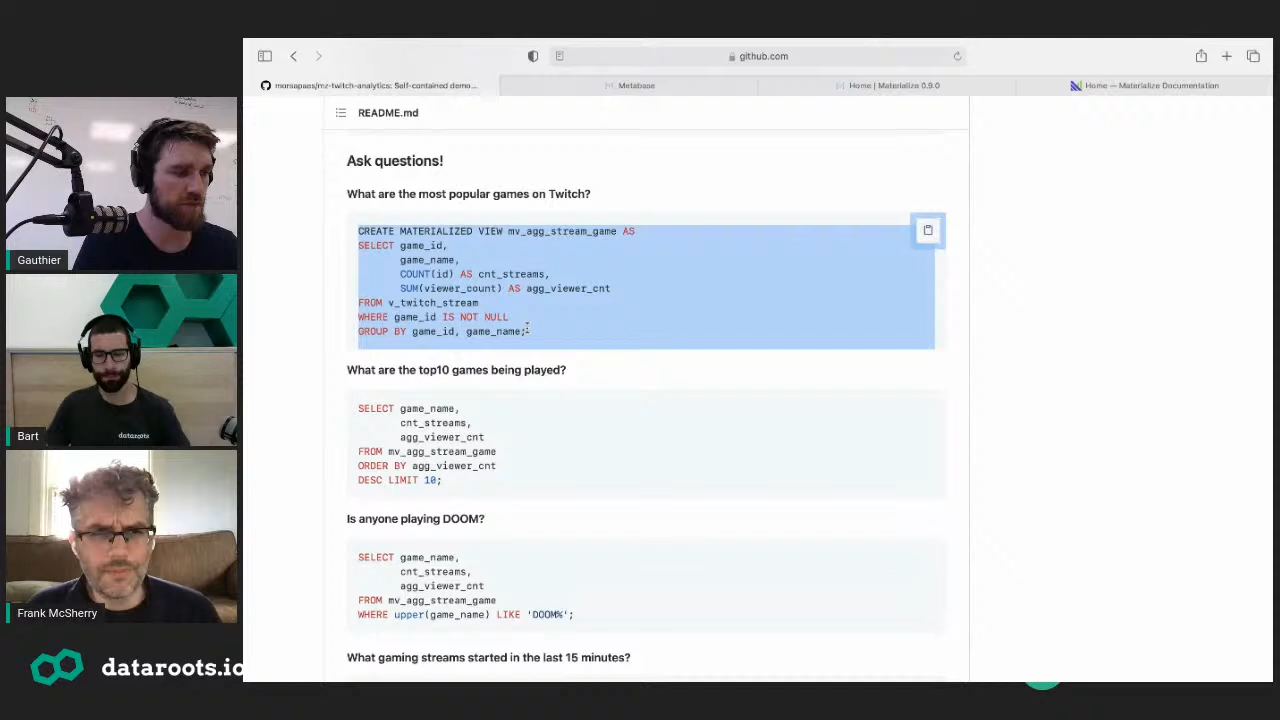 github.com
morsapaes/mz-twitch-analytics: Self-contained demo...
Metabase
Home | Materialize 0.9.0
Home — Materialize Documentation
README.md
Ask questions!
What are the most popular games on Twitch?
CREATE MATERIALIZED VIEW mv_agg_stream_game AS
SELECT game_id,
game_name,
COUNT(id) AS cnt_streams,
SUM(viewer_count) AS agg_viewer_cnt
FROM v_twitch_stream
WHERE game_id IS NOT NULL
GROUP BY game_id, game_name;
What are the top10 games being played?
SELECT game_name,
cnt_streams,
agg_viewer_cnt
FROM mv_agg_stream_game
ORDER BY agg_viewer_cnt
DESC LIMIT 10;
Is anyone playing DOOM?
SELECT game_name,
cnt_streams,
agg_viewer_cnt
FROM mv_agg_stream_game
WHERE upper(game_name) LIKE 'DOOM%';
What gaming streams started in the last 15 minutes?
Gauthier
dataroots
Bart
Frank McSherry
dataroots.io